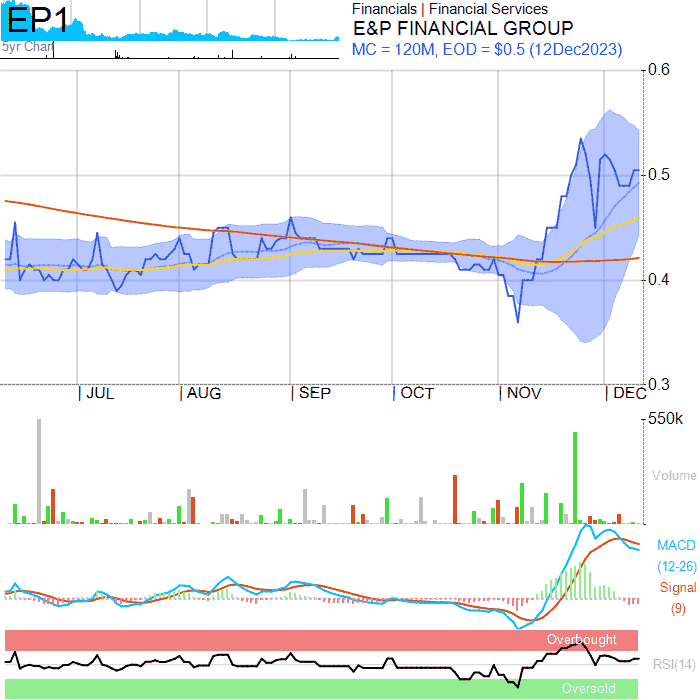 EP1
5yr Chart
Financials | Financial Services
E&P FINANCIAL GROUP
MC = 120M, EOD = $0.5 (12Dec2023)
0.6
0.5
0.4
0.3
JUL
AUG
SEP
OCT
NOV
DEC
550k
Volume
MACD
(12-26)
Signal
(9)
Overbought
RSI(14)
Oversold